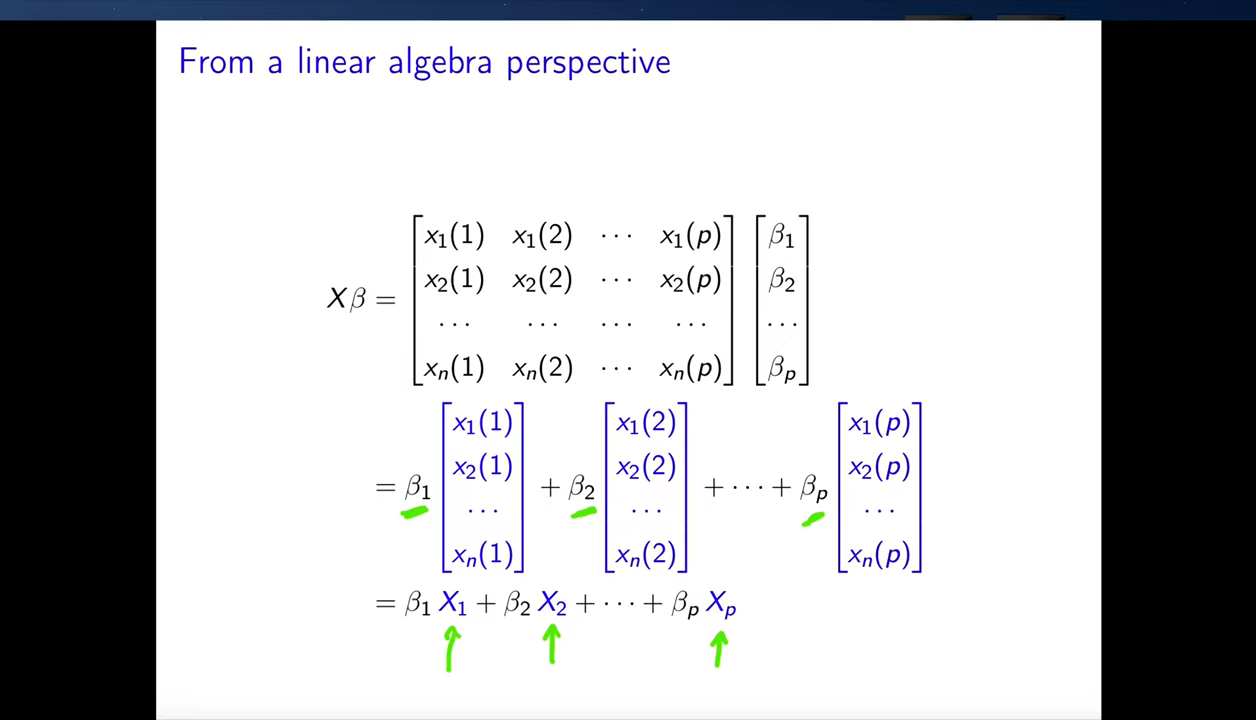 From a linear algebra perspective
Xβ = [x₁(1) x₁(2) ⋯ x₁(p)] [β₁]
[x₂(1) x₂(2) ⋯ x₂(p)] [β₂]
[⋯ ⋯ ⋯ ⋯] [⋯]
[xₙ(1) xₙ(2) ⋯ xₙ(p)] [βₚ]
= β₁ [x₁(1) x₂(1) ⋯ xₙ(1)] + β₂ [x₁(2) x₂(2) ⋯ xₙ(2)] + ⋯ + βₚ [x₁(p) x₂(p) ⋯ xₙ(p)]
= β₁ X₁ + β₂ X₂ + ⋯ + βₚ Xₚ